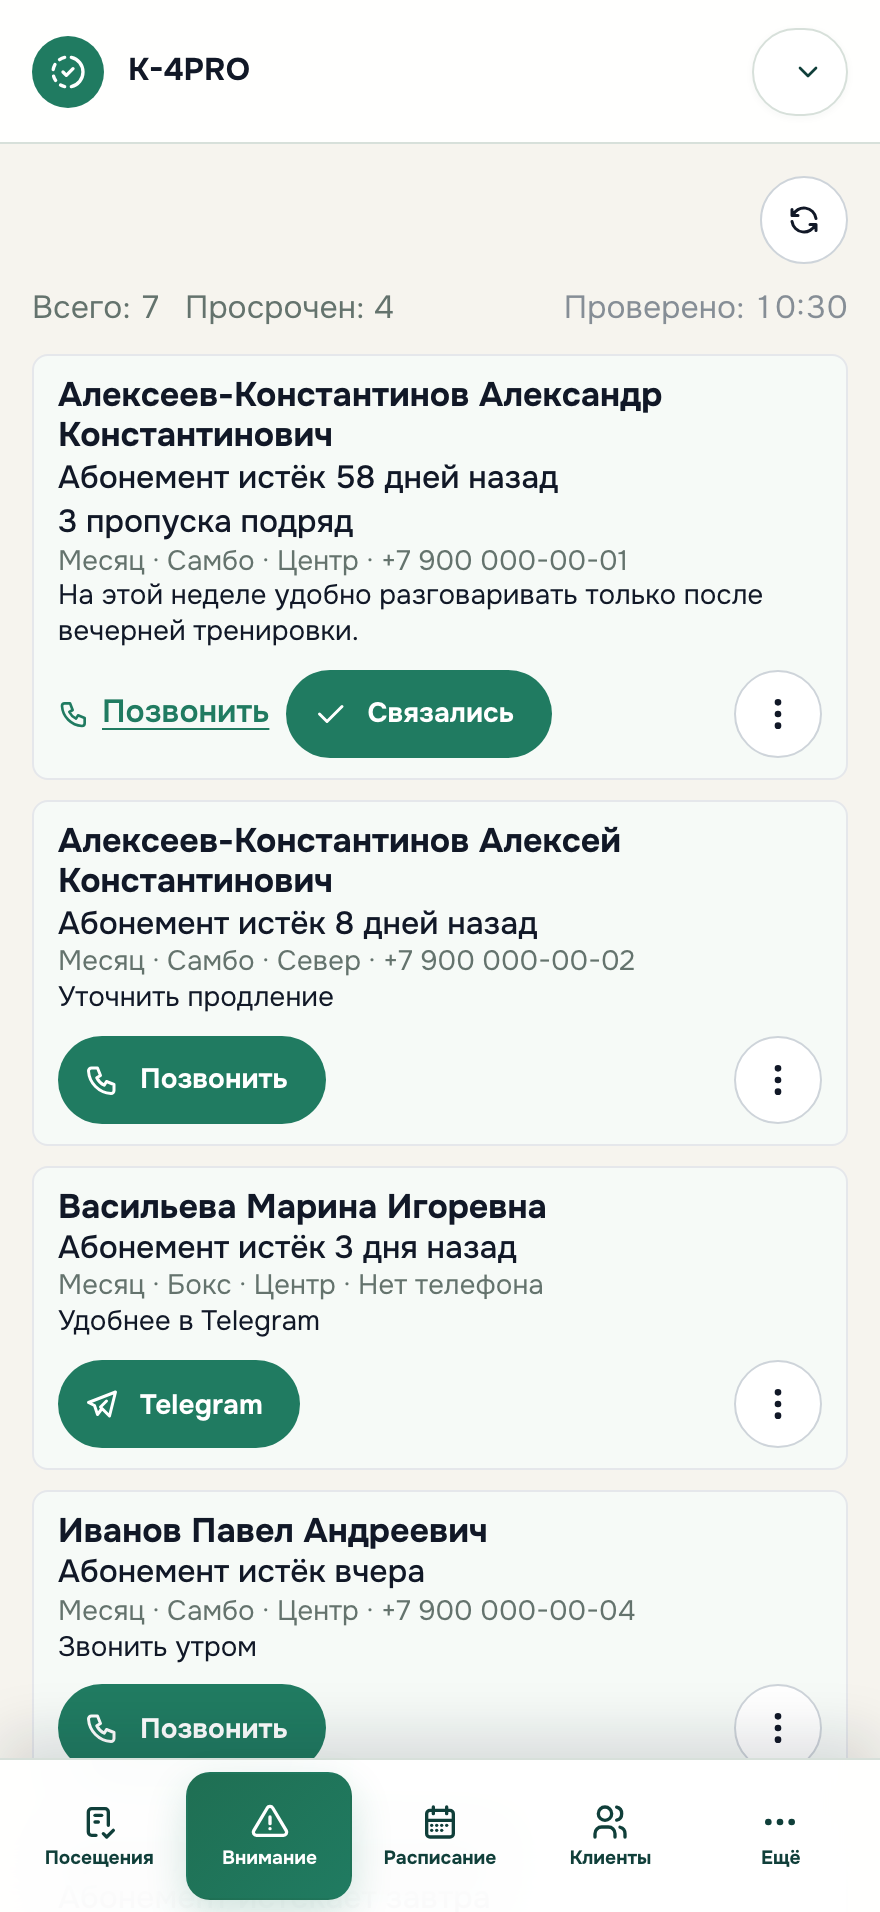 K-4PRO
Всего: 7 Просрочен: 4 Проверено: 10:30
Алексеев-Константинов Александр
Константинович
Абонемент истёк 58 дней назад
3 пропуска подряд
Месяц · Самбо · Центр · +7 900 000-00-01
На этой неделе удобно разговаривать только после
вечерней тренировки.
Позвонить Связались
Алексеев-Константинов Алексей
Константинович
Абонемент истёк 8 дней назад
Месяц · Самбо · Север · +7 900 000-00-02
Уточнить продление
Позвонить
Васильева Марина Игоревна
Абонемент истёк 3 дня назад
Месяц · Бокс · Центр · Нет телефона
Удобнее в Telegram
Telegram
Иванов Павел Андреевич
Абонемент истёк вчера
Месяц · Самбо · Центр · +7 900 000-00-04
Звонить утром
Позвонить
Посещения Внимание Расписание Клиенты Ещё
Абонемент истекает завтра